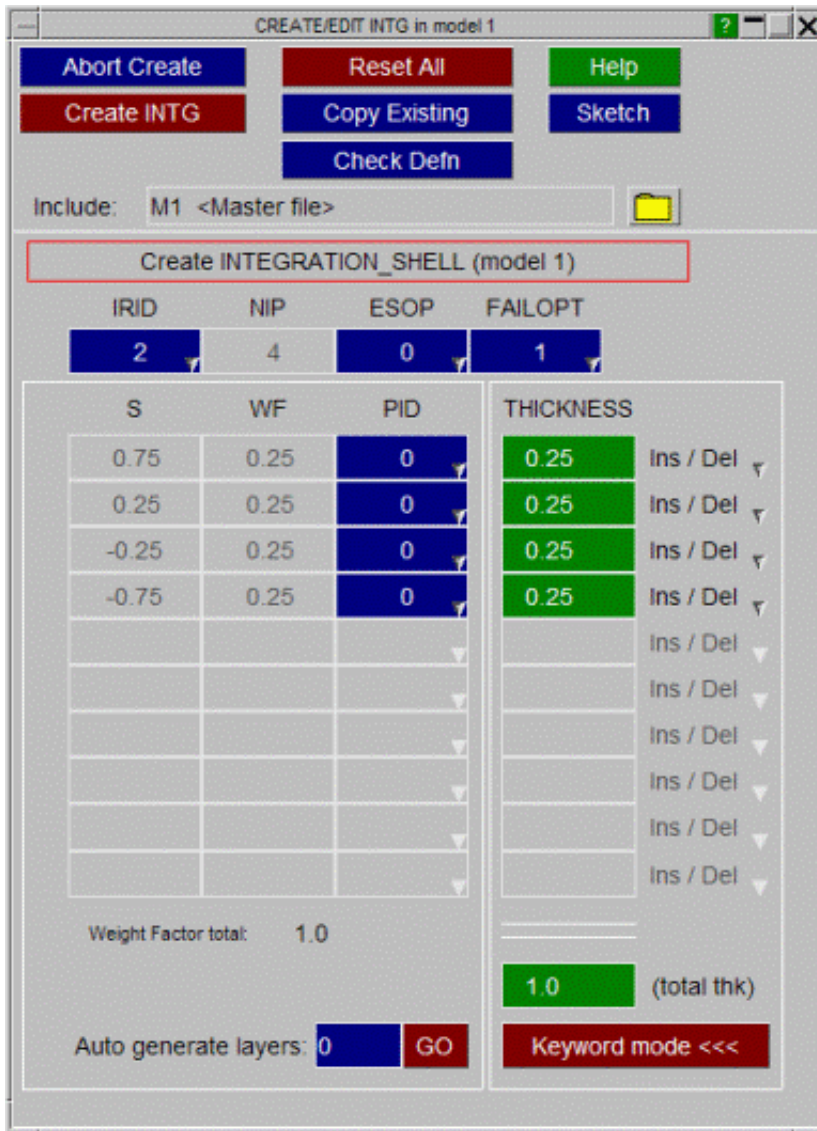 CREATE/EDIT INTG in model 1 ?
Abort Create Reset All Help
Create INTG Copy Existing Sketch
Check Defn
Include: M1 <Master file>
Create INTEGRATION_SHELL (model 1)
IRID NIP ESOP FAILOPT
2 4 0 1
S WF PID THICKNESS
0.75 0.25 0 0.25 Ins / Del
0.25 0.25 0 0.25 Ins / Del
-0.25 0.25 0 0.25 Ins / Del
-0.75 0.25 0 0.25 Ins / Del
Ins / Del
Ins / Del
Ins / Del
Ins / Del
Ins / Del
Ins / Del
Weight Factor total: 1.0
1.0 (total thk)
Auto generate layers: 0 GO Keyword mode <<<